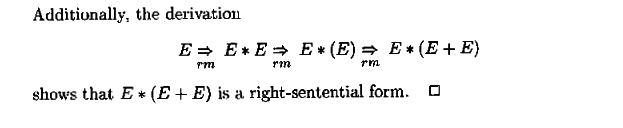 Additionally, the derivation
E ⇒ E * E ⇒ E * (E) ⇒ E * (E + E)
rm rm rm
shows that E * (E + E) is a right-sentential form. □